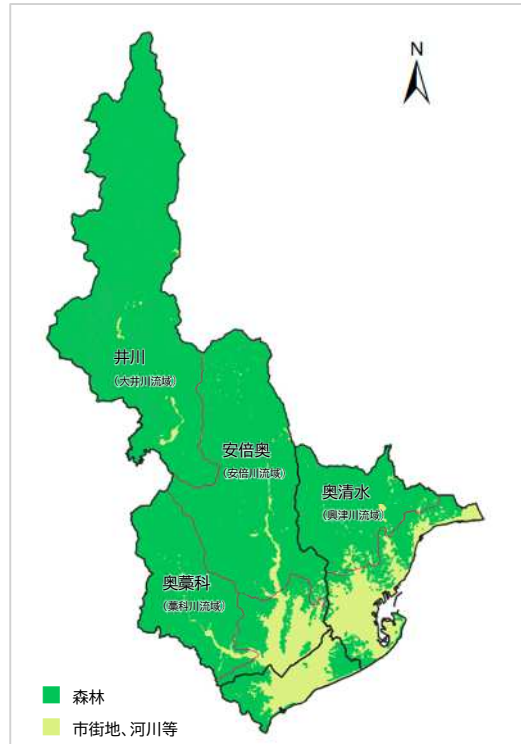 N
井川
(大井川流域)
安倍奥
(安倍川流域)
奥清水
(興津川流域)
奥藁科
(藁科川流域)
森林
市街地、河川等